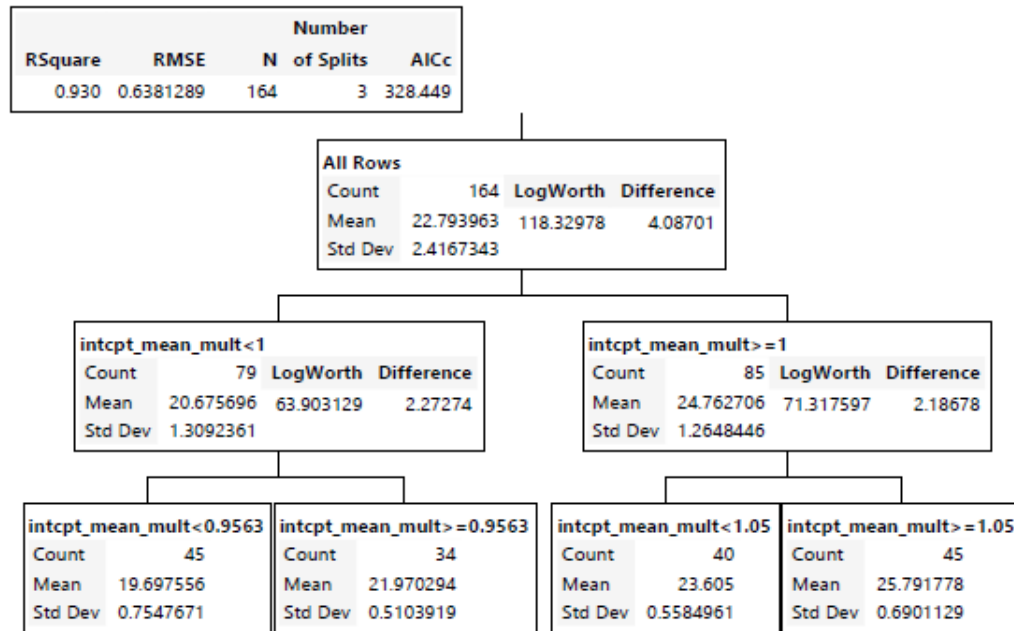 Number
RSquare RMSE N of Splits AICc
0.930 0.6381289 164 3 328.449
All Rows
Count 164 LogWorth Difference
Mean 22.793963 118.32978 4.08701
Std Dev 2.4167343
intcpt_mean_mult<1
Count 79 LogWorth Difference
Mean 20.675696 63.903129 2.27274
Std Dev 1.3092361
intcpt_mean_mult>=1
Count 85 LogWorth Difference
Mean 24.762706 71.317597 2.18678
Std Dev 1.2648446
intcpt_mean_mult<0.9563
Count 45
Mean 19.697556
Std Dev 0.7547671
intcpt_mean_mult>=0.9563
Count 34
Mean 21.970294
Std Dev 0.5103919
intcpt_mean_mult<1.05
Count 40
Mean 23.605
Std Dev 0.5584961
intcpt_mean_mult>=1.05
Count 45
Mean 25.791778
Std Dev 0.6901129